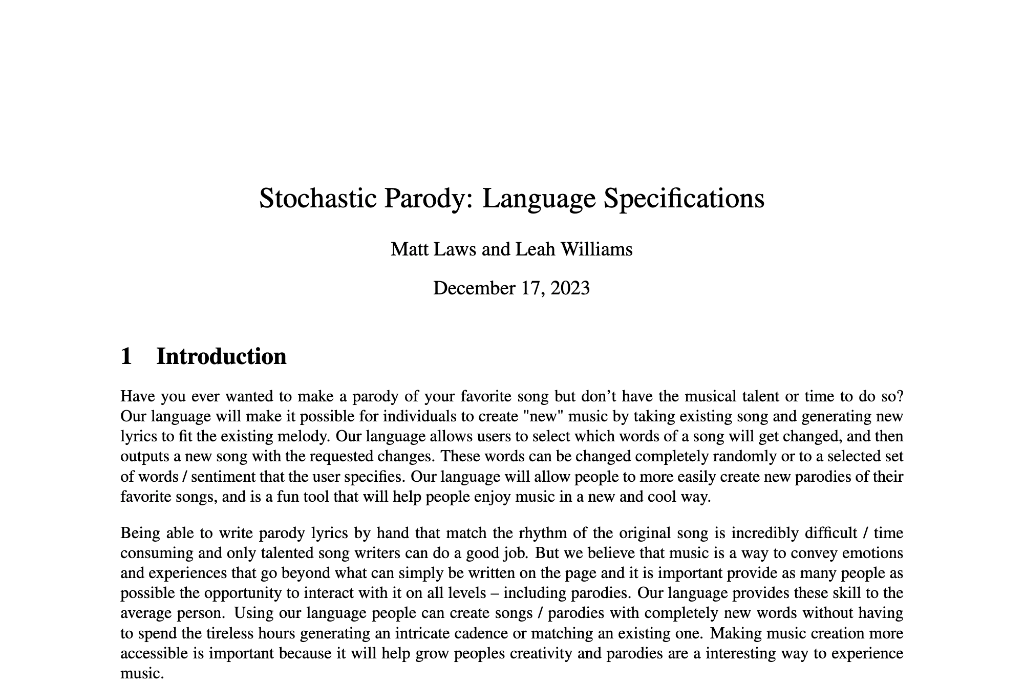 Stochastic Parody: Language Specifications
Matt Laws and Leah Williams
December 17, 2023
1 Introduction
Have you ever wanted to make a parody of your favorite song but don't have the musical talent or time to do so?
Our language will make it possible for individuals to create "new" music by taking existing song and generating new
lyrics to fit the existing melody. Our language allows users to select which words of a song will get changed, and then
outputs a new song with the requested changes. These words can be changed completely randomly or to a selected set
of words / sentiment that the user specifies. Our language will allow people to more easily create new parodies of their
favorite songs, and is a fun tool that will help people enjoy music in a new and cool way.
Being able to write parody lyrics by hand that match the rhythm of the original song is incredibly difficult / time
consuming and only talented song writers can do a good job. But we believe that music is a way to convey emotions
and experiences that go beyond what can simply be written on the page and it is important provide as many people as
possible the opportunity to interact with it on all levels – including parodies. Our language provides these skill to the
average person. Using our language people can create songs / parodies with completely new words without having
to spend the tireless hours generating an intricate cadence or matching an existing one. Making music creation more
accessible is important because it will help grow peoples creativity and parodies are a interesting way to experience
music.